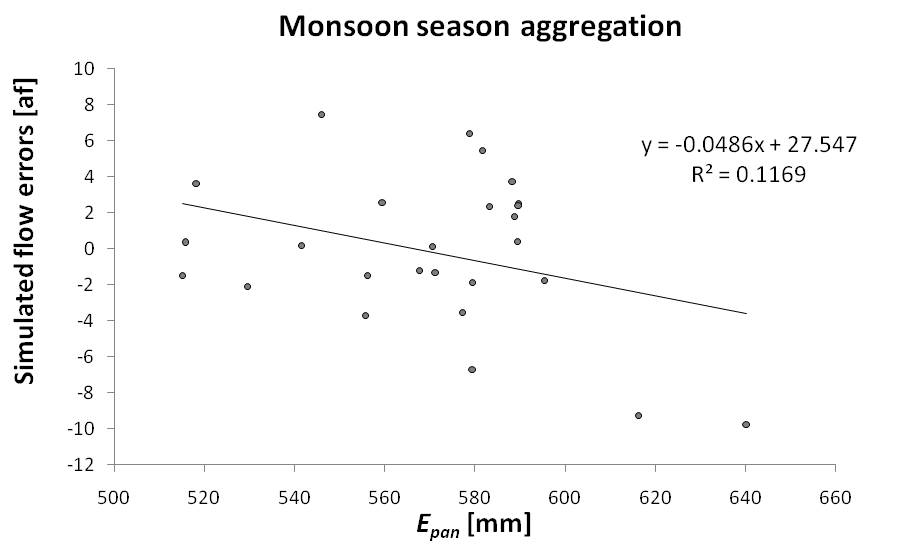 Monsoon season aggregation
Simulated flow errors [af]
10
8
6
4
2
0
-2
-4
-6
-8
-10
-12
y = -0.0486x + 27.547
R² = 0.1169
500 520 540 560 580 600 620 640 660
Epan [mm]